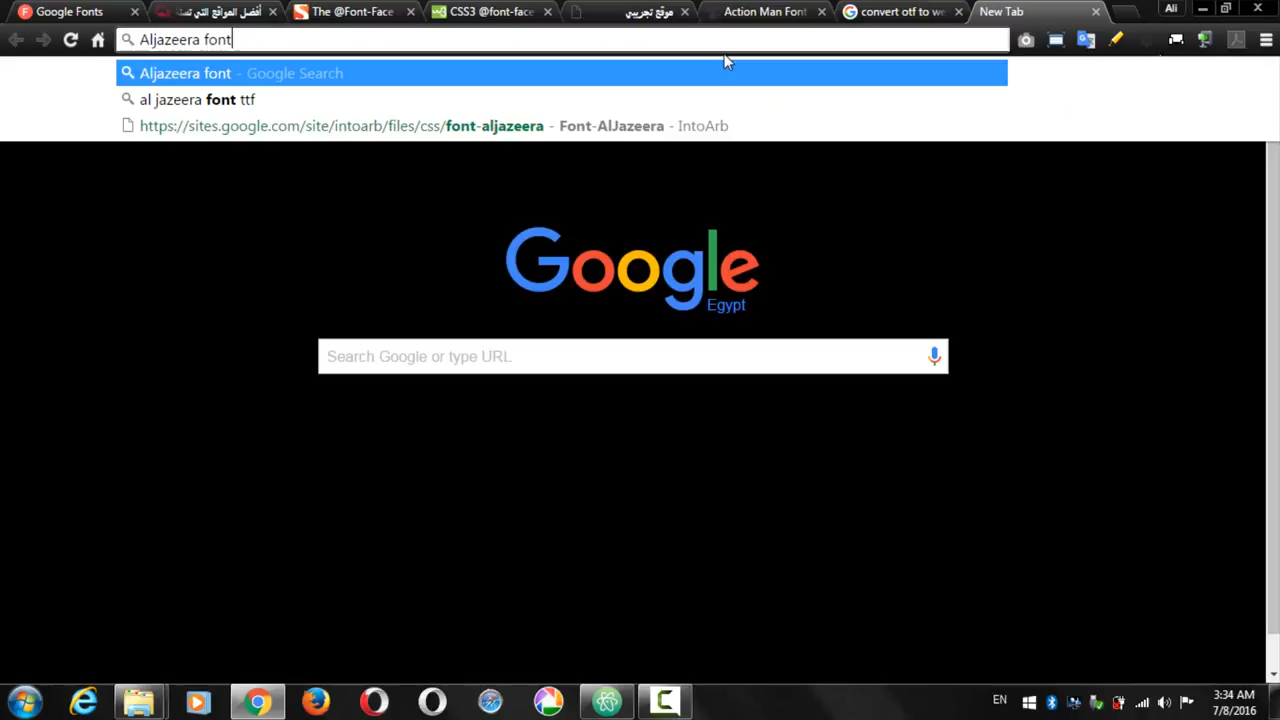 Google Fonts
أفضل المواقع التي تسة
The @Font-Face
CSS3 @font-face
موقع تجريبي
Action Man Font
convert otf to we
New Tab
Ali
Aljazeera font
Aljazeera font - Google Search
al jazeera font ttf
https://sites.google.com/site/intoarb/files/css/font-aljazeera - Font-AlJazeera - IntoArb
Google
Egypt
Search Google or type URL
EN
3:34 AM
7/8/2016